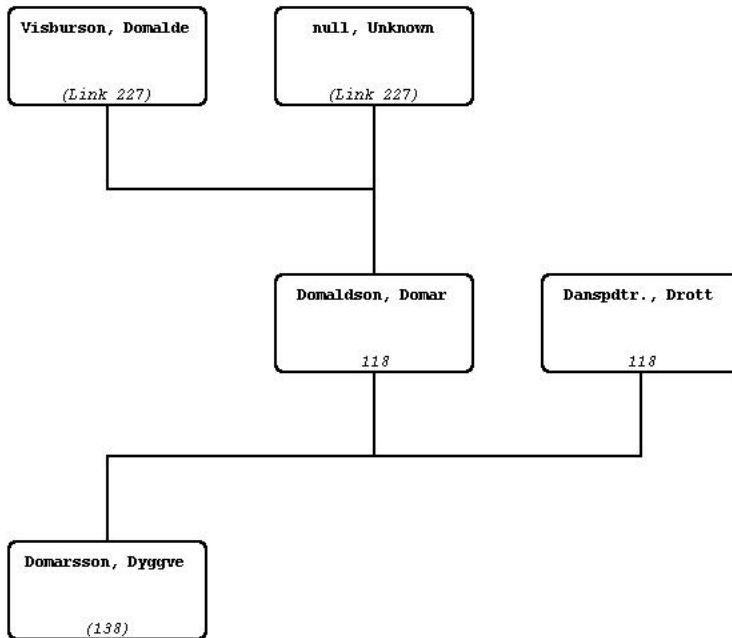 Visburson, Domalde
(Link 227)
null, Unknown
(Link 227)
Domaldson, Domar
118
Danspdtr., Drott
118
Domarsson, Dyggve
(138)